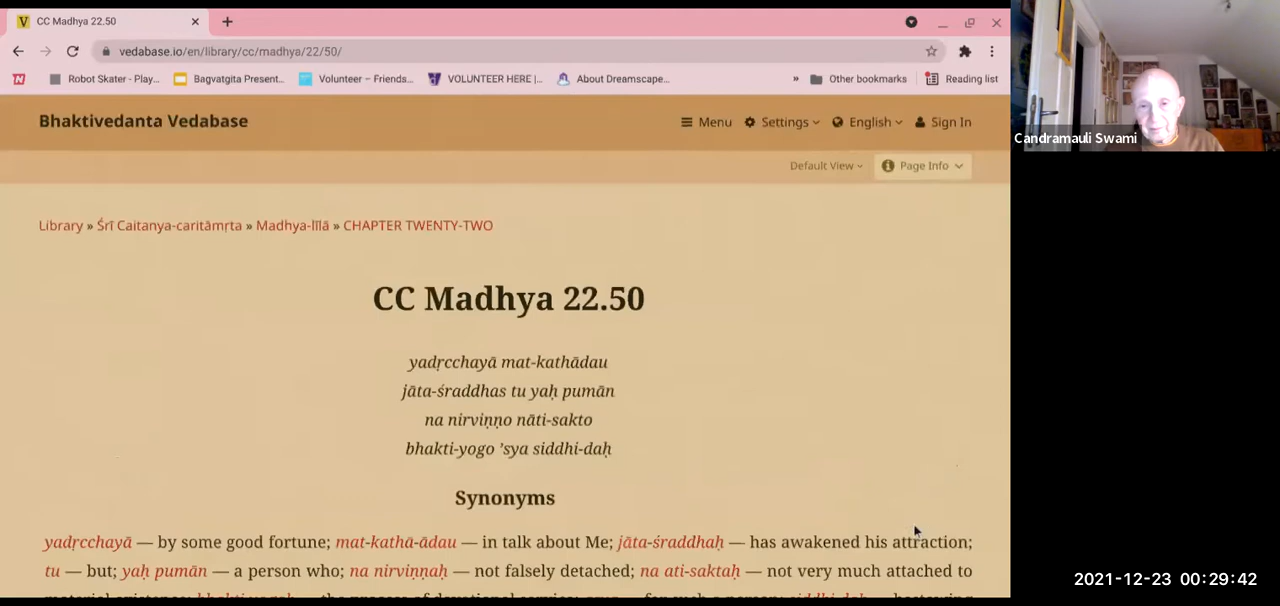 CC Madhya 22.50
vedabase.io/en/library/cc/madhya/22/50/
Robot Skater - Play... Bagvatgita Present... Volunteer – Friends... VOLUNTEER HERE |... About Dreamscape... » Other bookmarks Reading list
Bhaktivedanta Vedabase Menu Settings English Sign In
Default View Page Info
Library » Śrī Caitanya-caritāmṛta » Madhya-līlā » CHAPTER TWENTY-TWO
CC Madhya 22.50
yadṛcchayā mat-kathādau
jāta-śraddhas tu yaḥ pumān
na nirviṇṇo nāti-sakto
bhakti-yogo ’sya siddhi-daḥ
Synonyms
yadṛcchayā — by some good fortune; mat-kathā-ādau — in talk about Me; jāta-śraddhaḥ — has awakened his attraction;
tu — but; yaḥ pumān — a person who; na nirviṇṇaḥ — not falsely detached; na ati-saktaḥ — not very much attached to
Candramauli Swami
2021-12-23 00:29:42